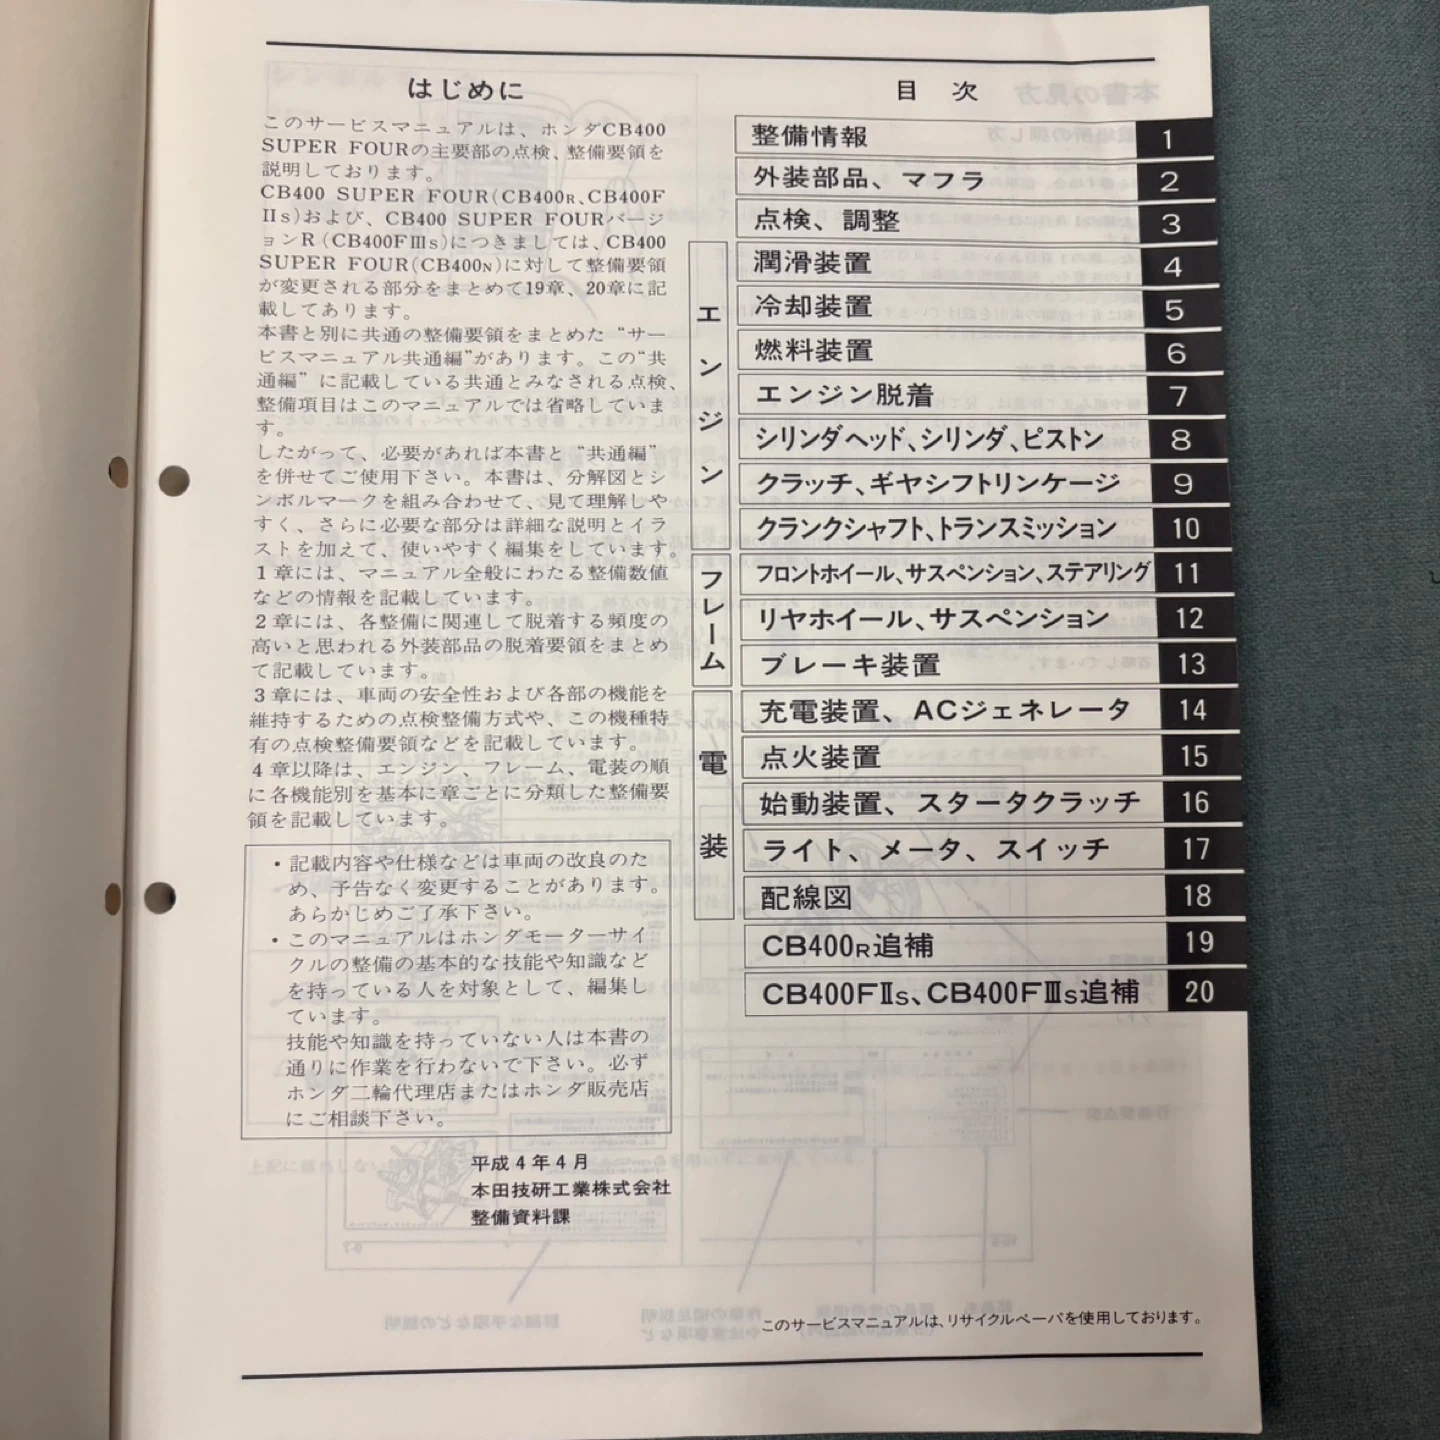 はじめに
このサービスマニュアルは、ホンダCB400
SUPER FOURの主要部の点検、整備要領を
説明しております。
CB400 SUPER FOUR(CB400R、CB400F
IIs)および、CB400 SUPER FOURバージ
ョンR(CB400FIIIs)につきましては、CB400
SUPER FOUR(CB400N)に対して整備要領
が変更される部分をまとめて19章、20章に記
載してあります。
本書と別に共通の整備要領をまとめた“サー
ビスマニュアル共通編”があります。この“共
通編”に記載している共通とみなされる点検、
整備項目はこのマニュアルでは省略していま
す。
したがって、必要があれば本書と“共通編”
を併せてご使用下さい。本書は、分解図とシ
ンボルマークを組み合わせて、見て理解しや
すく、さらに必要な部分は詳細な説明とイラ
ストを加えて、使いやすく編集をしています。
1章には、マニュアル全般にわたる整備数値
などの情報を記載しています。
2章には、各整備に関連して脱着する頻度の
高いと思われる外装部品の脱着要領をまとめ
て記載しています。
3章には、車両の安全性および各部の機能を
維持するための点検整備方式や、この機種特
有の点検整備要領などを記載しています。
4章以降は、エンジン、フレーム、電装の順
に各機能別を基本に章ごとに分類した整備要
領を記載しています。
・記載内容や仕様などは車両の改良のた
め、予告なく変更することがあります。
あらかじめご了承下さい。
・このマニュアルはホンダモーターサイ
クルの整備の基本的な技能や知識など
を持っている人を対象として、編集し
ています。
技能や知識を持っていない人は本書の
通りに作業を行わないで下さい。必ず
ホンダ二輪代理店またはホンダ販売店
にご相談下さい。
平成4年4月
本田技研工業株式会社
整備資料課
目 次
整備情報 1
外装部品、マフラ 2
点検、調整 3
エンジン
潤滑装置 4
冷却装置 5
燃料装置 6
エンジン脱着 7
シリンダヘッド、シリンダ、ピストン 8
クラッチ、ギヤシフトリンケージ 9
クランクシャフト、トランスミッション 10
フレーム
フロントホイール、サスペンション、ステアリング 11
リヤホイール、サスペンション 12
ブレーキ装置 13
電装
充電装置、ACジェネレータ 14
点火装置 15
始動装置、スタータクラッチ 16
ライト、メータ、スイッチ 17
配線図 18
CB400R追補 19
CB400FIIs、CB400FIIIs追補 20
このサービスマニュアルは、リサイクルペーパを使用しております。